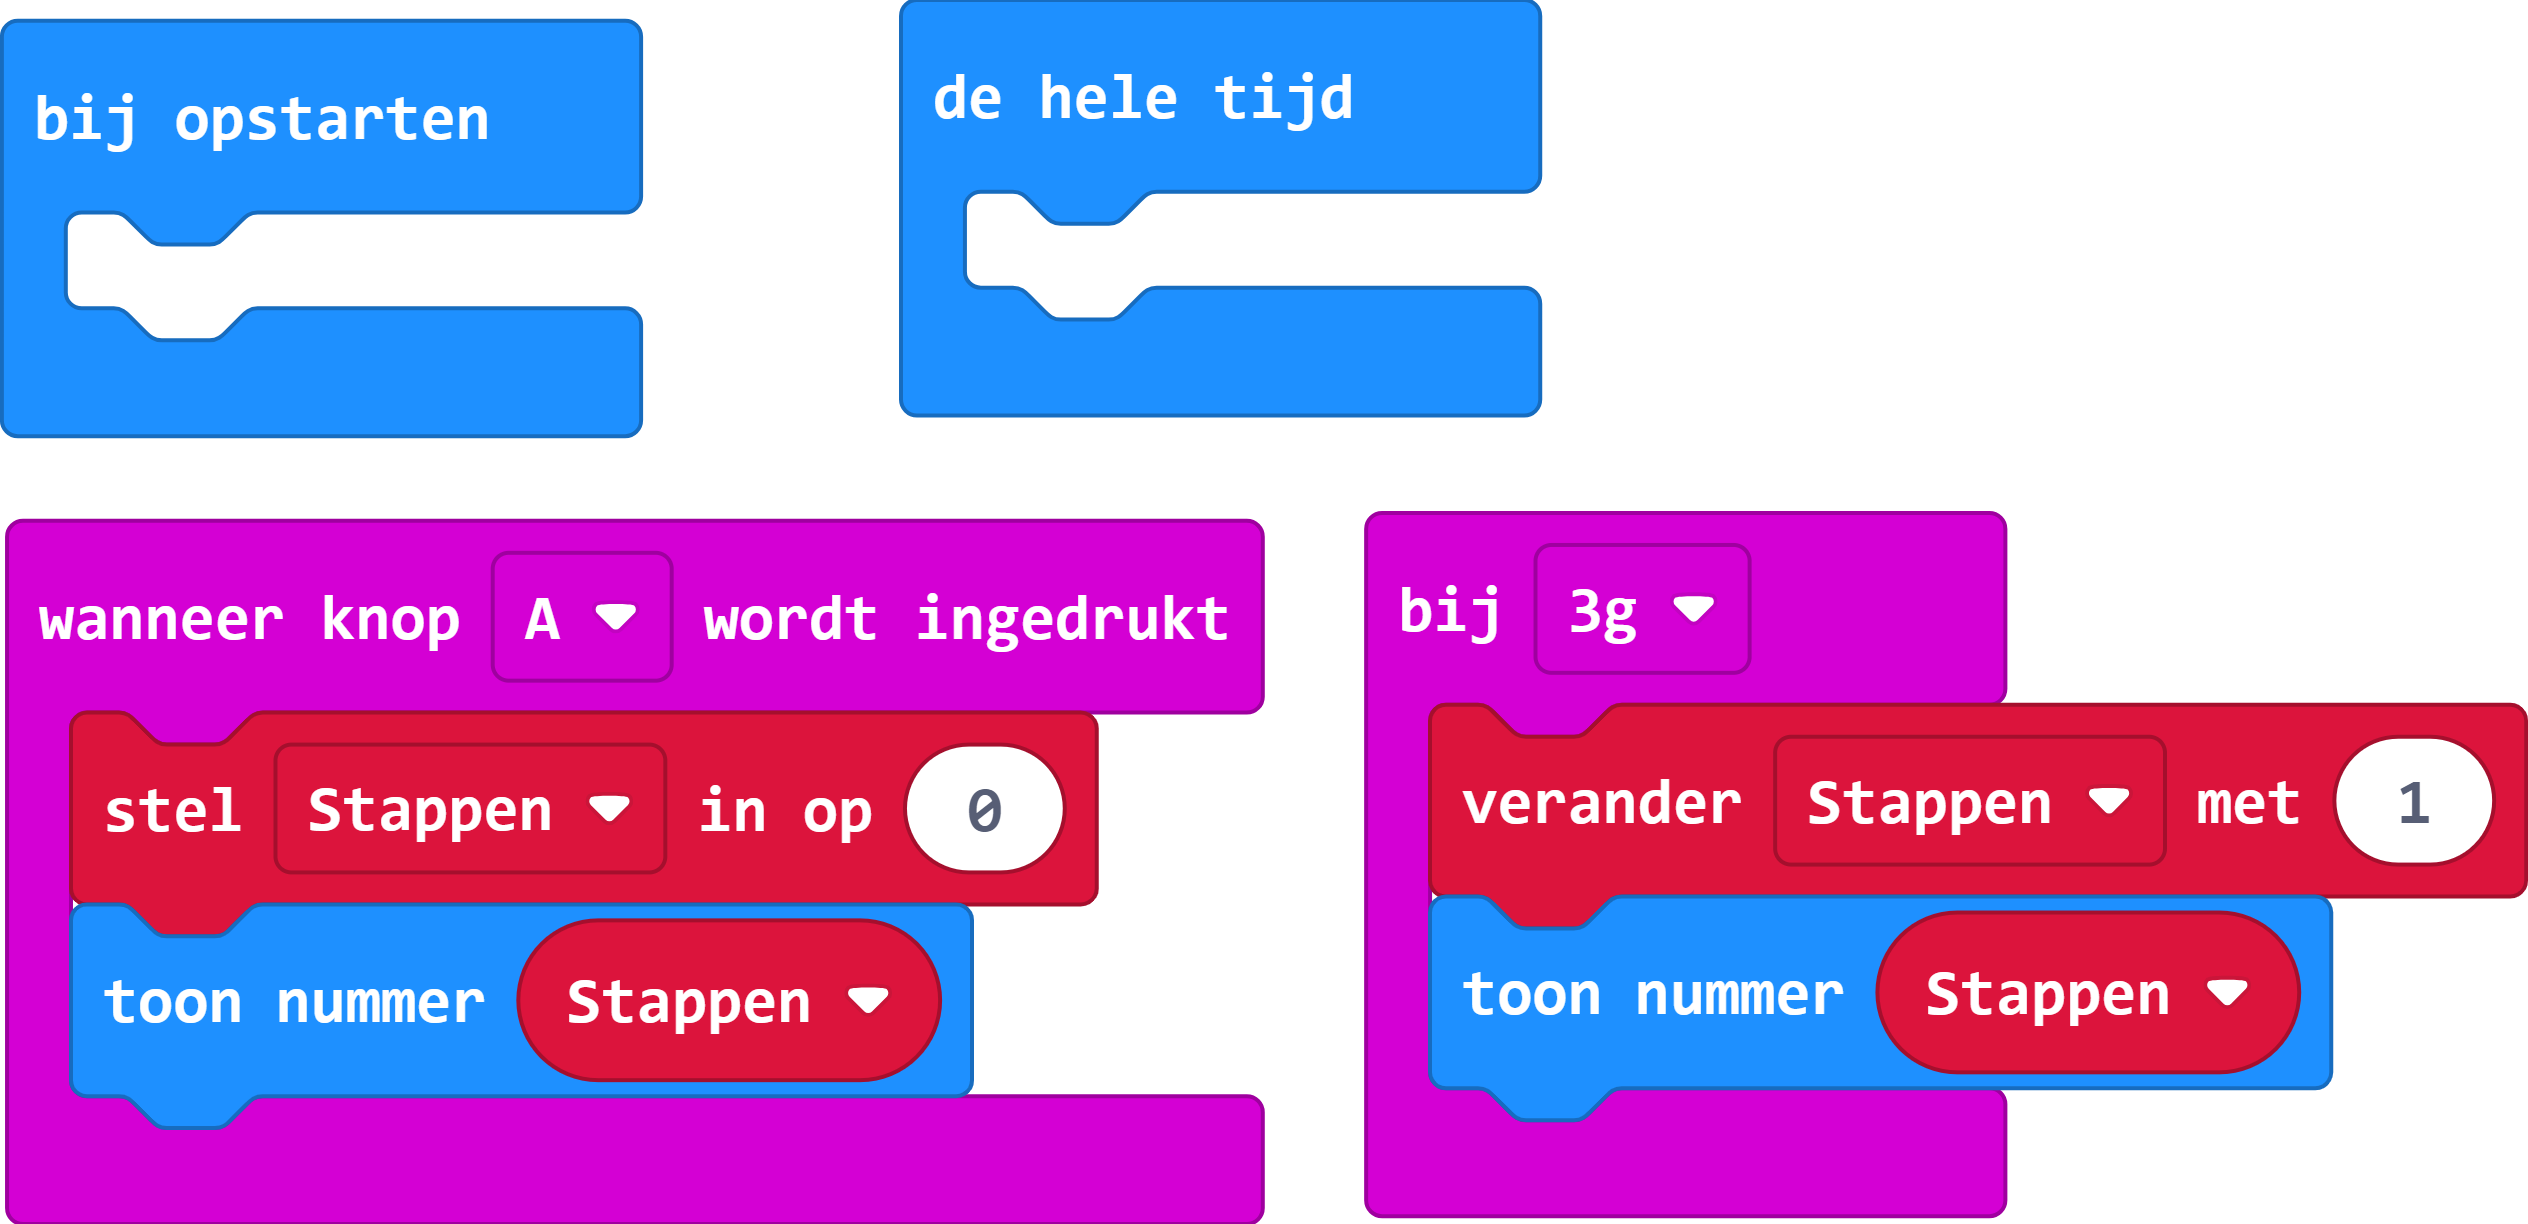 bij opstarten
de hele tijd
wanneer knop A wordt ingedrukt
stel Stappen in op 0
toon nummer Stappen
bij 3g
verander Stappen met 1
toon nummer Stappen